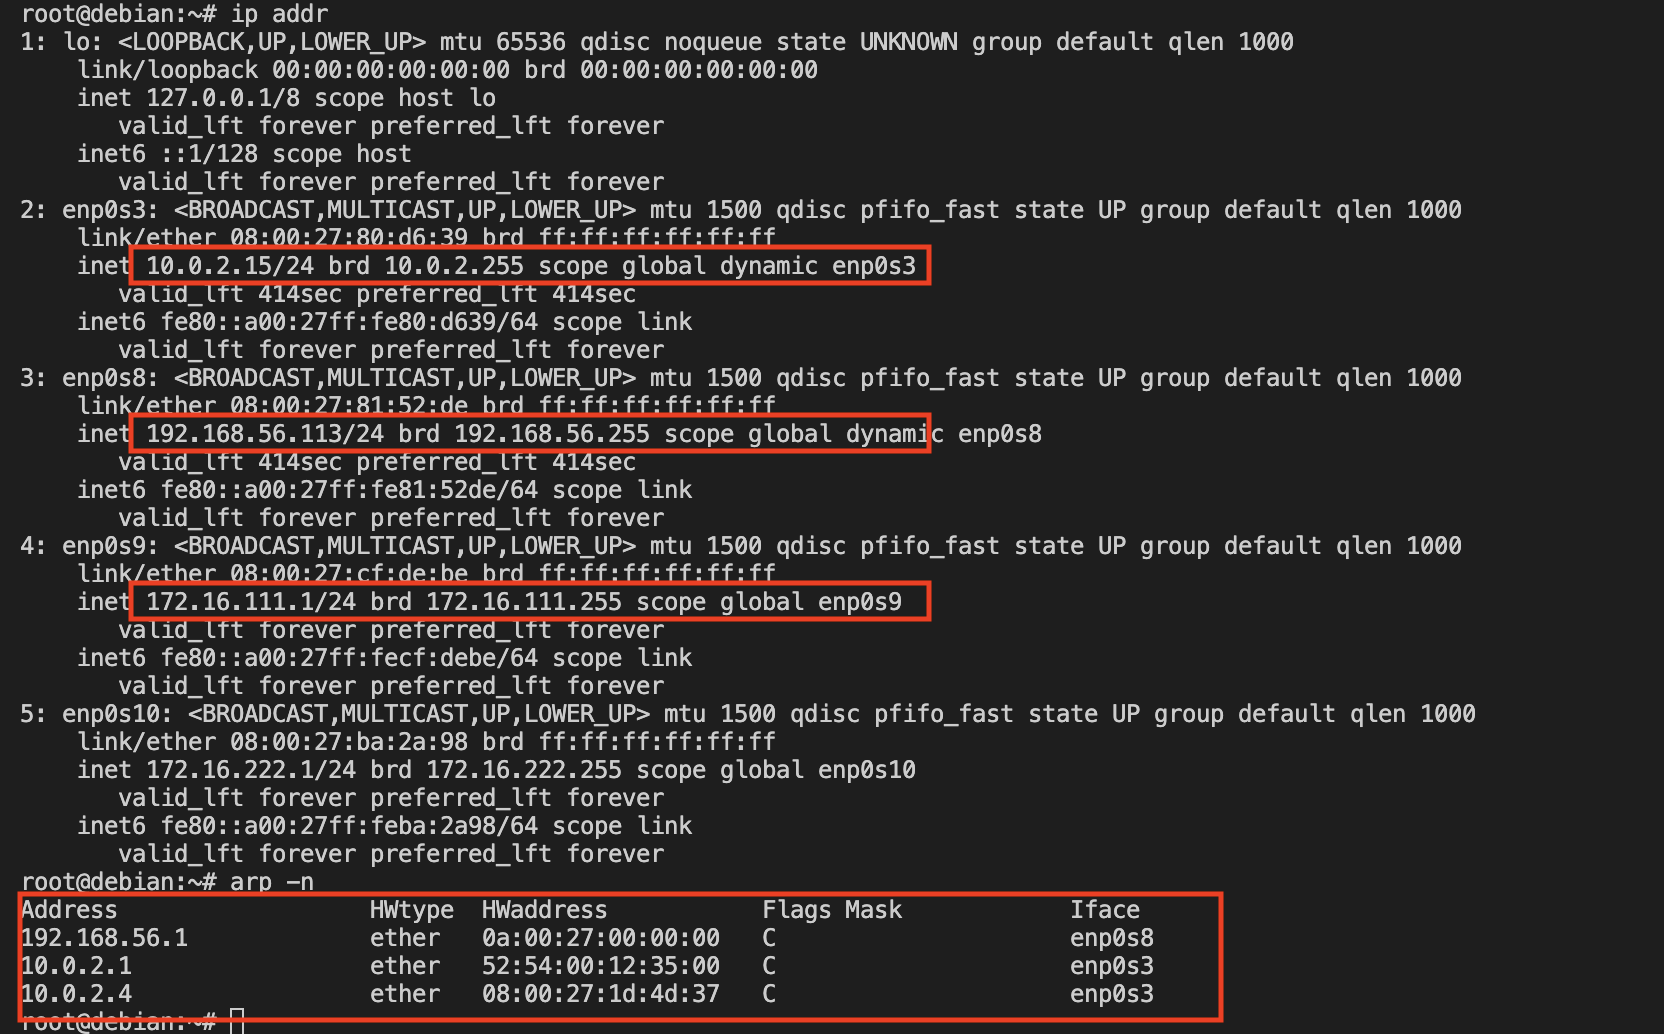 root@debian:~# ip addr
1: lo: <LOOPBACK,UP,LOWER_UP> mtu 65536 qdisc noqueue state UNKNOWN group default qlen 1000
    link/loopback 00:00:00:00:00:00 brd 00:00:00:00:00:00
    inet 127.0.0.1/8 scope host lo
       valid_lft forever preferred_lft forever
    inet6 ::1/128 scope host
       valid_lft forever preferred_lft forever
2: enp0s3: <BROADCAST,MULTICAST,UP,LOWER_UP> mtu 1500 qdisc pfifo_fast state UP group default qlen 1000
    link/ether 08:00:27:80:d6:39 brd ff:ff:ff:ff:ff:ff
    inet 10.0.2.15/24 brd 10.0.2.255 scope global dynamic enp0s3
       valid_lft 414sec preferred_lft 414sec
    inet6 fe80::a00:27ff:fe80:d639/64 scope link
       valid_lft forever preferred_lft forever
3: enp0s8: <BROADCAST,MULTICAST,UP,LOWER_UP> mtu 1500 qdisc pfifo_fast state UP group default qlen 1000
    link/ether 08:00:27:81:52:de brd ff:ff:ff:ff:ff:ff
    inet 192.168.56.113/24 brd 192.168.56.255 scope global dynamic enp0s8
       valid_lft 414sec preferred_lft 414sec
    inet6 fe80::a00:27ff:fe81:52de/64 scope link
       valid_lft forever preferred_lft forever
4: enp0s9: <BROADCAST,MULTICAST,UP,LOWER_UP> mtu 1500 qdisc pfifo_fast state UP group default qlen 1000
    link/ether 08:00:27:cf:de:be brd ff:ff:ff:ff:ff:ff
    inet 172.16.111.1/24 brd 172.16.111.255 scope global enp0s9
       valid_lft forever preferred_lft forever
    inet6 fe80::a00:27ff:fecf:debe/64 scope link
       valid_lft forever preferred_lft forever
5: enp0s10: <BROADCAST,MULTICAST,UP,LOWER_UP> mtu 1500 qdisc pfifo_fast state UP group default qlen 1000
    link/ether 08:00:27:ba:2a:98 brd ff:ff:ff:ff:ff:ff
    inet 172.16.222.1/24 brd 172.16.222.255 scope global enp0s10
       valid_lft forever preferred_lft forever
    inet6 fe80::a00:27ff:feba:2a98/64 scope link
       valid_lft forever preferred_lft forever
root@debian:~# arp -n
Address                  HWtype  HWaddress           Flags Mask            Iface
192.168.56.1             ether   0a:00:27:00:00:00   C                     enp0s8
10.0.2.1                 ether   52:54:00:12:35:00   C                     enp0s3
10.0.2.4                 ether   08:00:27:1d:4d:37   C                     enp0s3
root@debian:~#